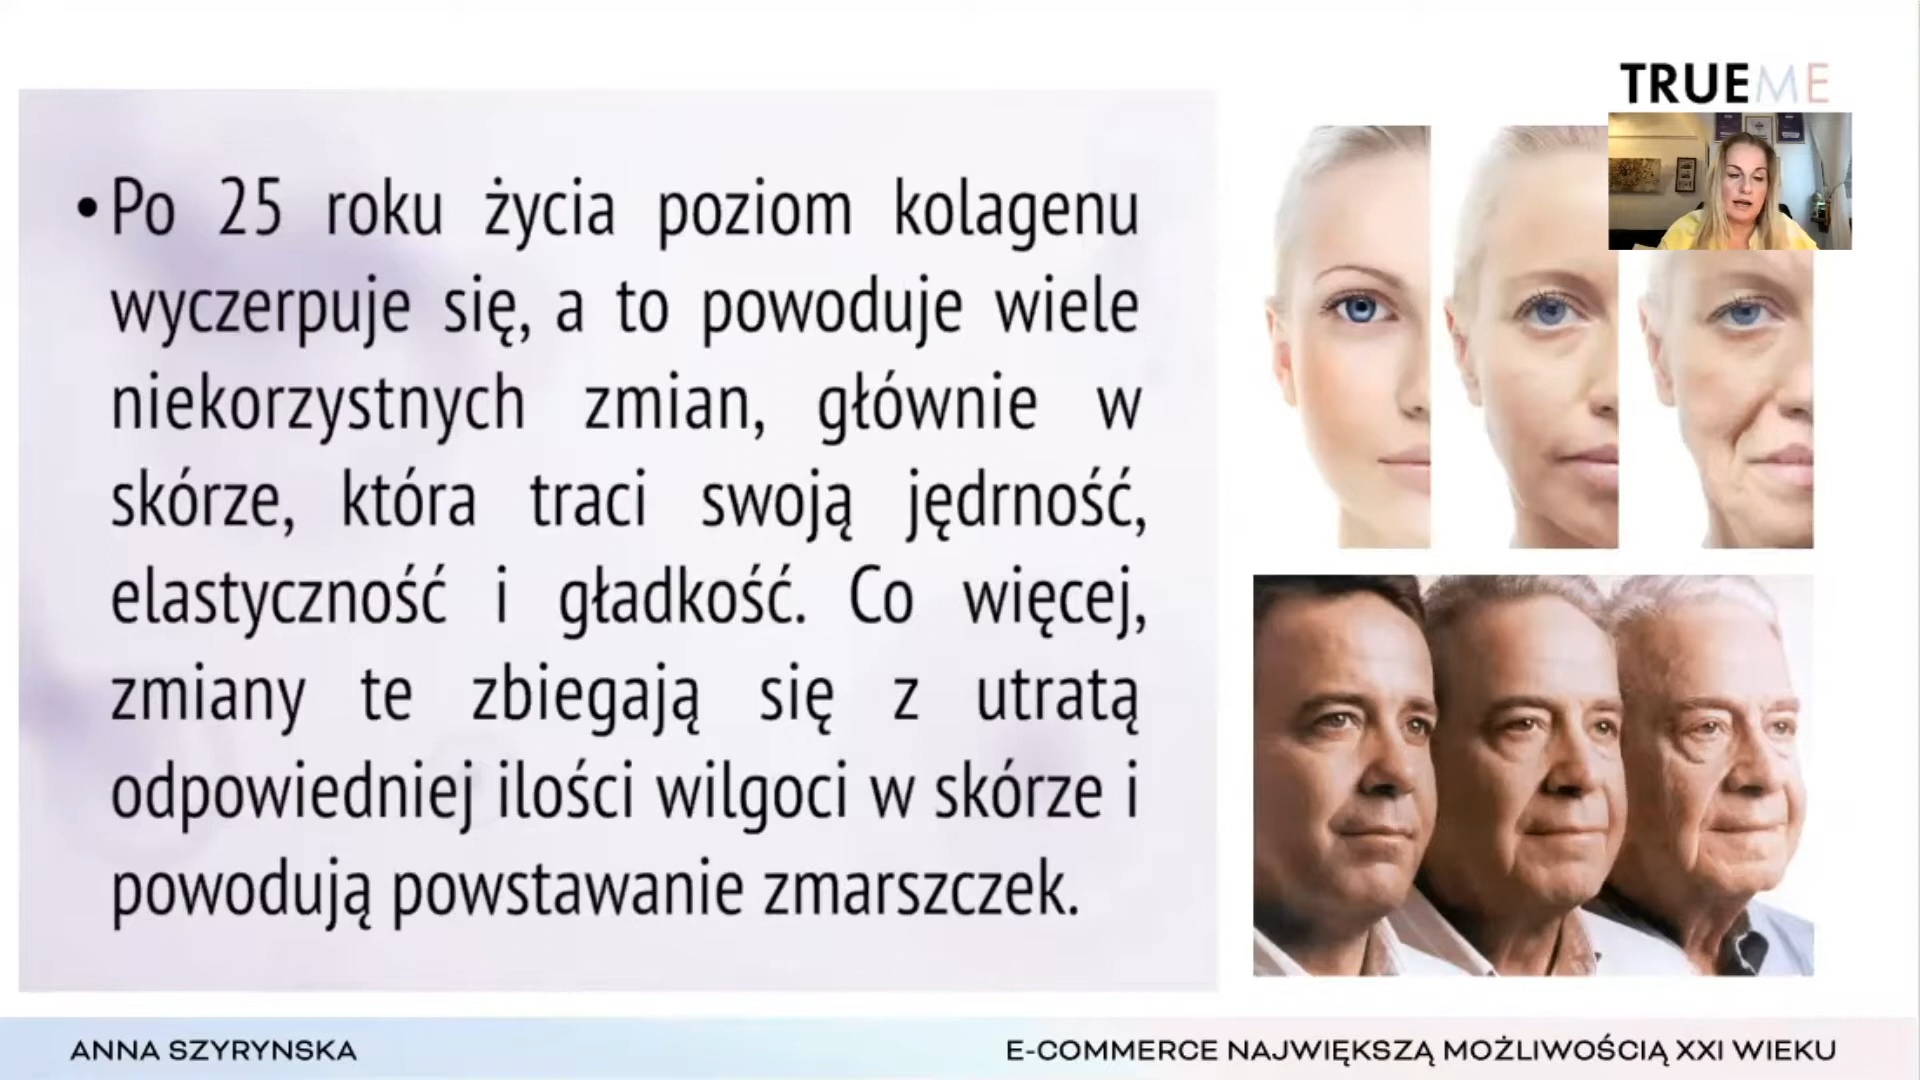 TRUEME
• Po 25 roku życia poziom kolagenu
wyczerpuje się, a to powoduje wiele
niekorzystnych zmian, głównie w
skórze, która traci swoją jędrność,
elastyczność i gładkość. Co więcej,
zmiany te zbiegają się z utratą
odpowiedniej ilości wilgoci w skórze i
powodują powstawanie zmarszczek.
ANNA SZYRYNSKA
E-COMMERCE NAJWIĘKSZĄ MOŻLIWOŚCIĄ XXI WIEKU